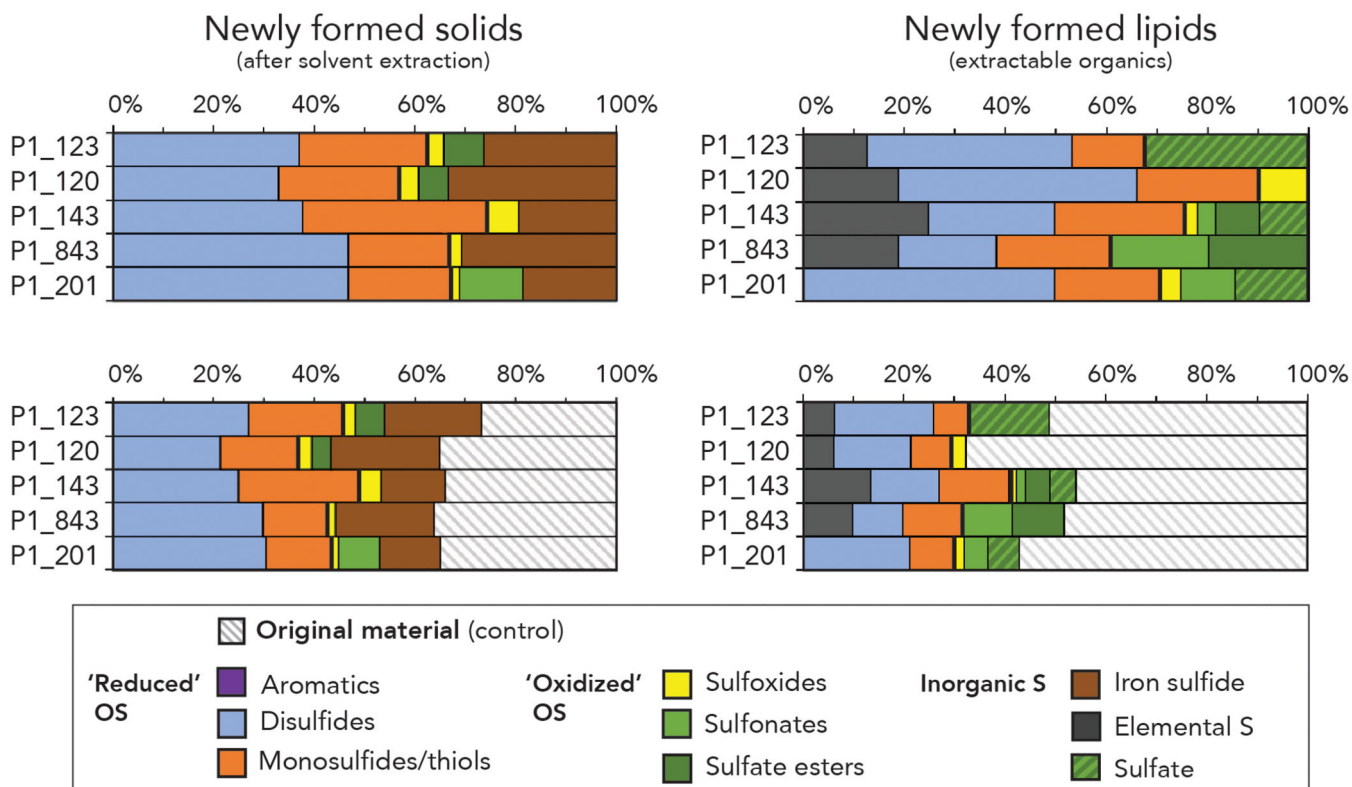 Newly formed solids
(after solvent extraction)
0% 20% 40% 60% 80% 100%
P1_123
P1_120
P1_143
P1_843
P1_201
Newly formed lipids
(extractable organics)
0% 20% 40% 60% 80% 100%
P1_123
P1_120
P1_143
P1_843
P1_201
0% 20% 40% 60% 80% 100%
P1_123
P1_120
P1_143
P1_843
P1_201
0% 20% 40% 60% 80% 100%
P1_123
P1_120
P1_143
P1_843
P1_201
Original material (control)
'Reduced'
OS
Aromatics
Disulfides
Monosulfides/thiols
'Oxidized'
OS
Sulfoxides
Sulfonates
Sulfate esters
Inorganic S
Iron sulfide
Elemental S
Sulfate